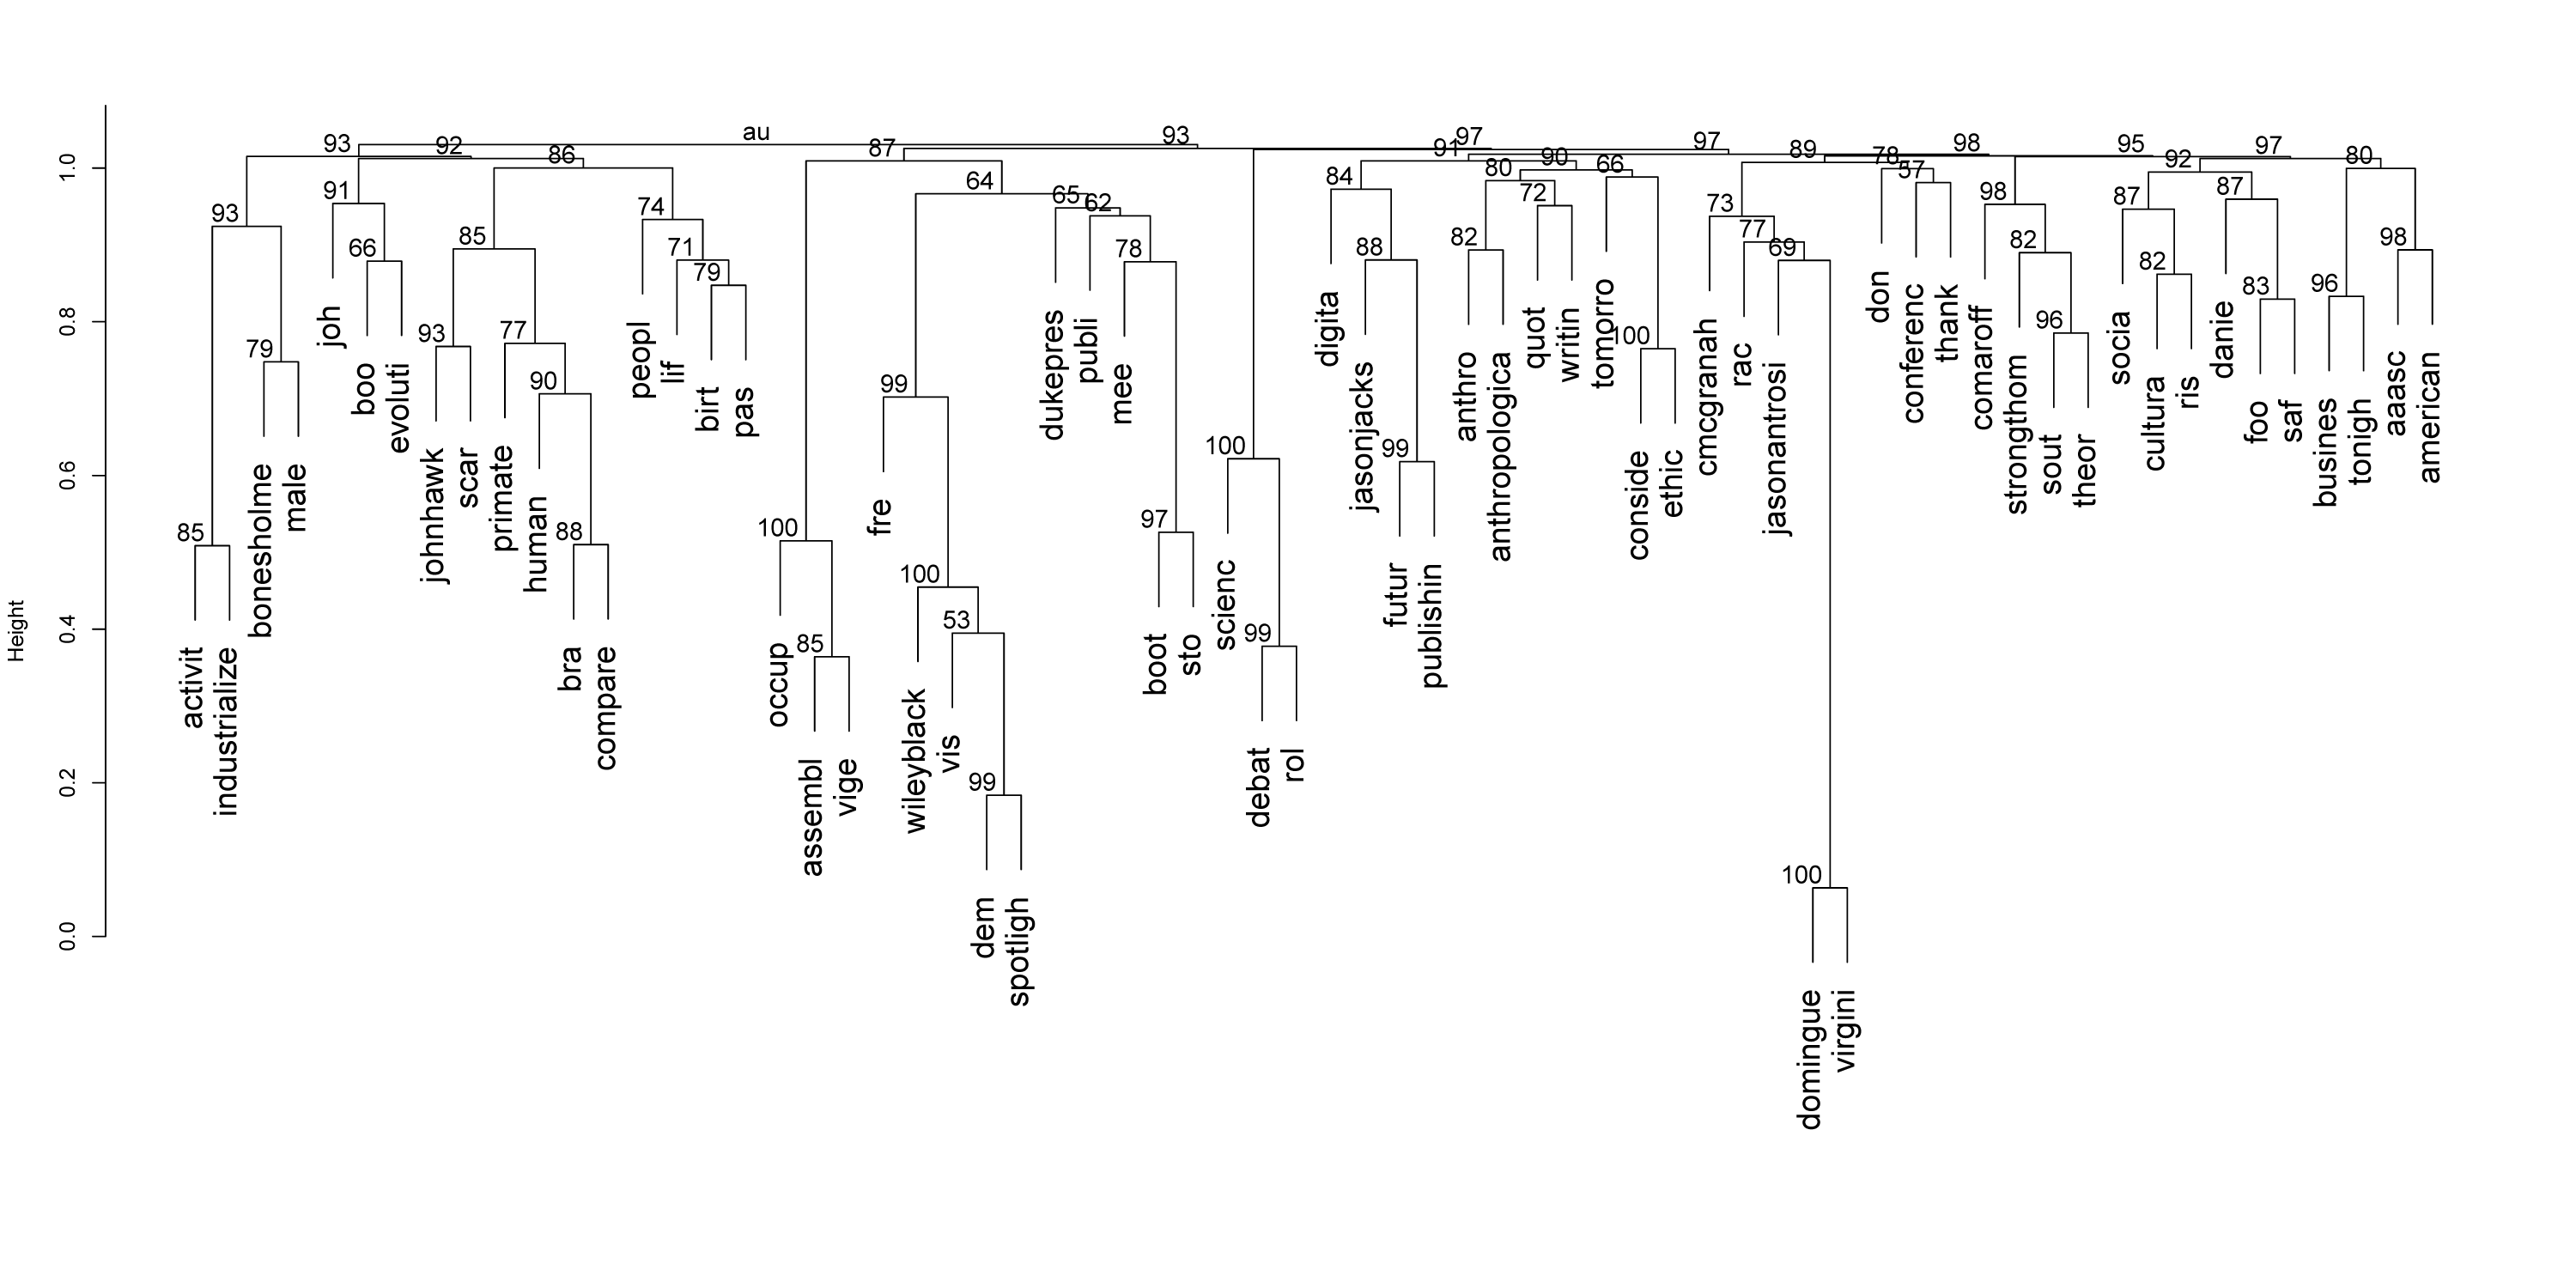 au
93 92 86 87 93 97 91 97 89 98 95 97
80 90 66 78 57 92 80
93 91 74 64 65 62 84 72 73 98 87 87
66 85 71 79 78 88 82 77 69 82 82 98
79 93 77 90 99 100 96 83 96
85 88 100 97 100 99
100 53 85 99
99
100
Height
0.0 0.2 0.4 0.6 0.8 1.0
activit
industrialize
bonesholme
male
joh
boo
evoluti
johnhawk
scar
primate
human
bra
compare
peopl
lif
birt
pas
occup
assembl
vige
fre
wileyblack
vis
dem
spotligh
dukepres
publi
mee
boot
sto
scienc
debat
rol
digita
jasonjacks
futur
publishin
anthro
anthropologica
quot
writin
tomorro
conside
ethic
cmcgranah
rac
jasonantrosi
domingue
virgini
don
conferenc
thank
comaroff
strongthom
sout
theor
socia
cultura
ris
danie
foo
saf
busines
tonigh
aaasc
american